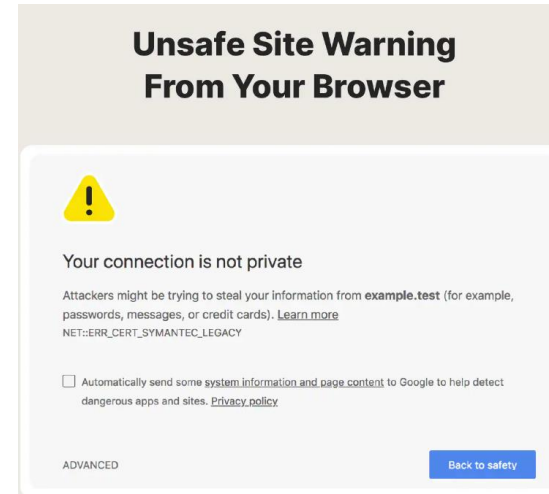 Unsafe Site Warning
From Your Browser
!
Your connection is not private
Attackers might be trying to steal your information from example.test (for example,
passwords, messages, or credit cards). Learn more
NET::ERR_CERT_SYMANTEC_LEGACY
Automatically send some system information and page content to Google to help detect
dangerous apps and sites. Privacy policy
ADVANCED
Back to safety